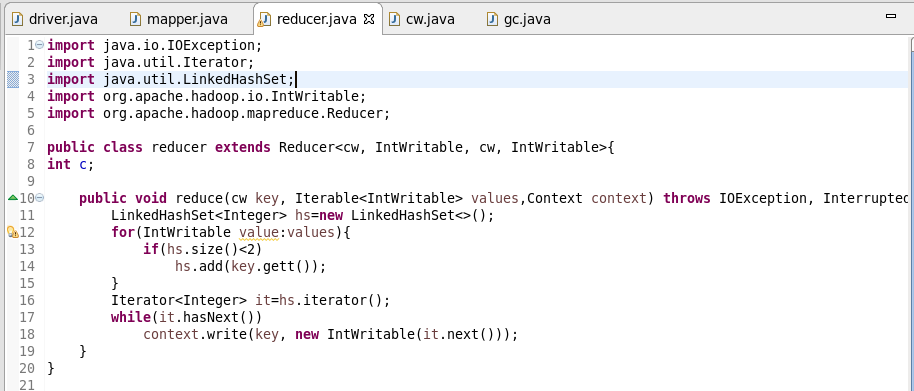 driver.java mapper.java reducer.java cw.java gc.java
1 import java.io.IOException;
2 import java.util.Iterator;
3 import java.util.LinkedHashSet;
4 import org.apache.hadoop.io.IntWritable;
5 import org.apache.hadoop.mapreduce.Reducer;
6
7 public class reducer extends Reducer<cw, IntWritable, cw, IntWritable>{
8 int c;
9
10 public void reduce(cw key, Iterable<IntWritable> values,Context context) throws IOException, Interrupted
11 LinkedHashSet<Integer> hs=new LinkedHashSet<>();
12 for(IntWritable value:values){
13 if(hs.size()<2)
14 hs.add(key.gett());
15 }
16 Iterator<Integer> it=hs.iterator();
17 while(it.hasNext())
18 context.write(key, new IntWritable(it.next()));
19 }
20 }
21